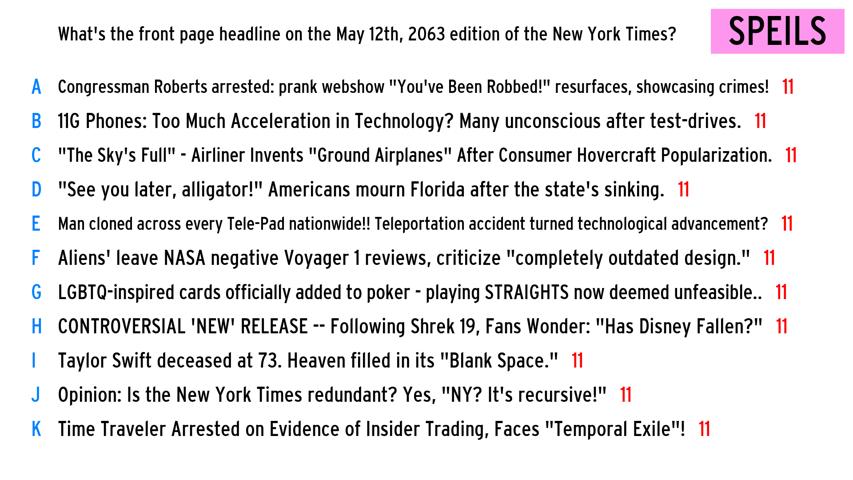 What's the front page headline on the May 12th, 2063 edition of the New York Times?
SPEILS
A Congressman Roberts arrested: prank webshow "You've Been Robbed!" resurfaces, showcasing crimes! 11
B 11G Phones: Too Much Acceleration in Technology? Many unconscious after test-drives. 11
C "The Sky's Full" - Airliner Invents "Ground Airplanes" After Consumer Hovercraft Popularization. 11
D "See you later, alligator!" Americans mourn Florida after the state's sinking. 11
E Man cloned across every Tele-Pad nationwide!! Teleportation accident turned technological advancement? 11
F Aliens' leave NASA negative Voyager 1 reviews, criticize "completely outdated design." 11
G LGBTQ-inspired cards officially added to poker - playing STRAIGHTS now deemed unfeasible.. 11
H CONTROVERSIAL 'NEW' RELEASE -- Following Shrek 19, Fans Wonder: "Has Disney Fallen?" 11
I Taylor Swift deceased at 73. Heaven filled in its "Blank Space." 11
J Opinion: Is the New York Times redundant? Yes, "NY? It's recursive!" 11
K Time Traveler Arrested on Evidence of Insider Trading, Faces "Temporal Exile"! 11